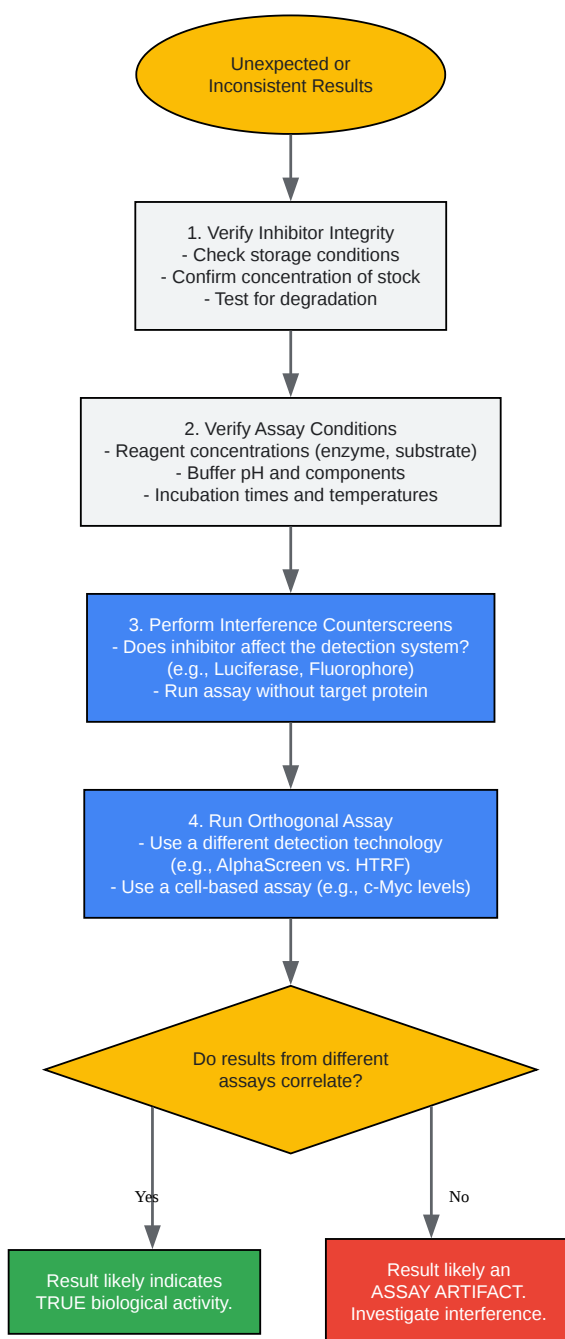 Unexpected or
Inconsistent Results
1. Verify Inhibitor Integrity
- Check storage conditions
- Confirm concentration of stock
- Test for degradation
2. Verify Assay Conditions
- Reagent concentrations (enzyme, substrate)
- Buffer pH and components
- Incubation times and temperatures
3. Perform Interference Counterscreens
- Does inhibitor affect the detection system?
(e.g., Luciferase, Fluorophore)
- Run assay without target protein
4. Run Orthogonal Assay
- Use a different detection technology
(e.g., AlphaScreen vs. HTRF)
- Use a cell-based assay (e.g., c-Myc levels)
Do results from different
assays correlate?
Yes
No
Result likely indicates
TRUE biological activity.
Result likely an
ASSAY ARTIFACT.
Investigate interference.